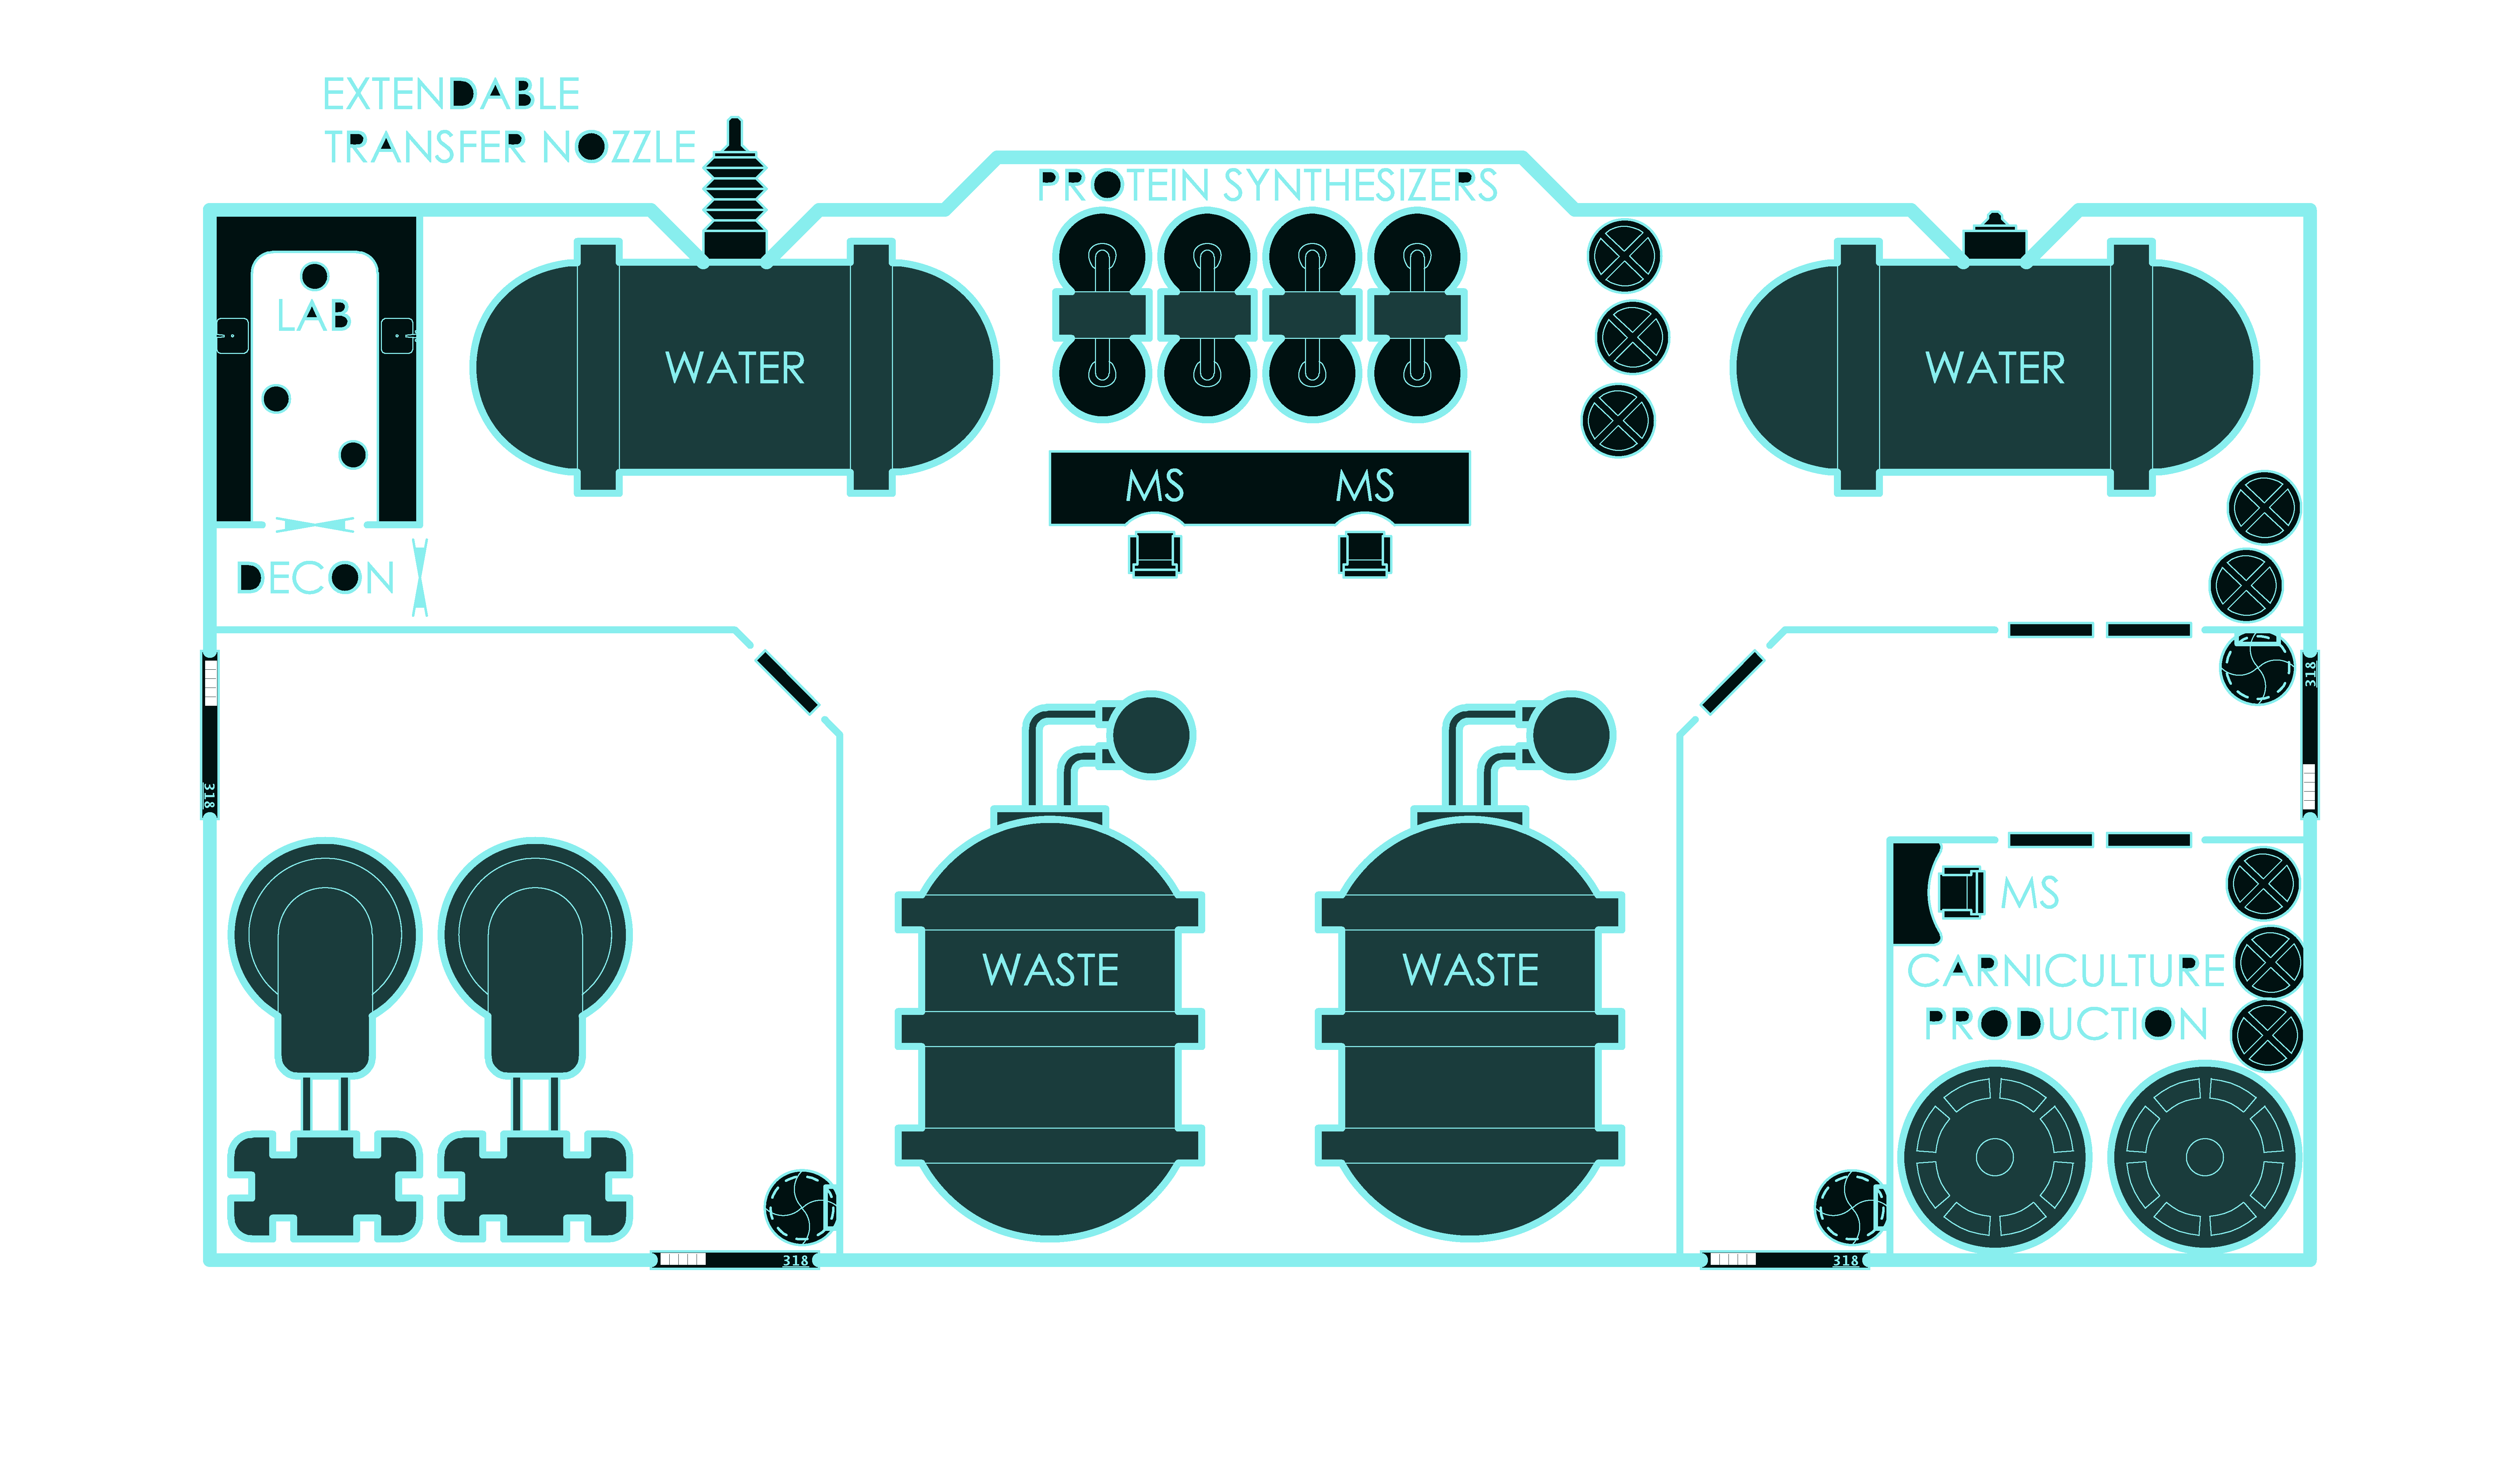 EXTENDABLE
TRANSFER NOZZLE
PROTEIN SYNTHESIZERS
LAB
WATER
WATER
MS MS
DECON
318
318
MS
WASTE
WASTE
CARNICULTURE
PRODUCTION
318
318